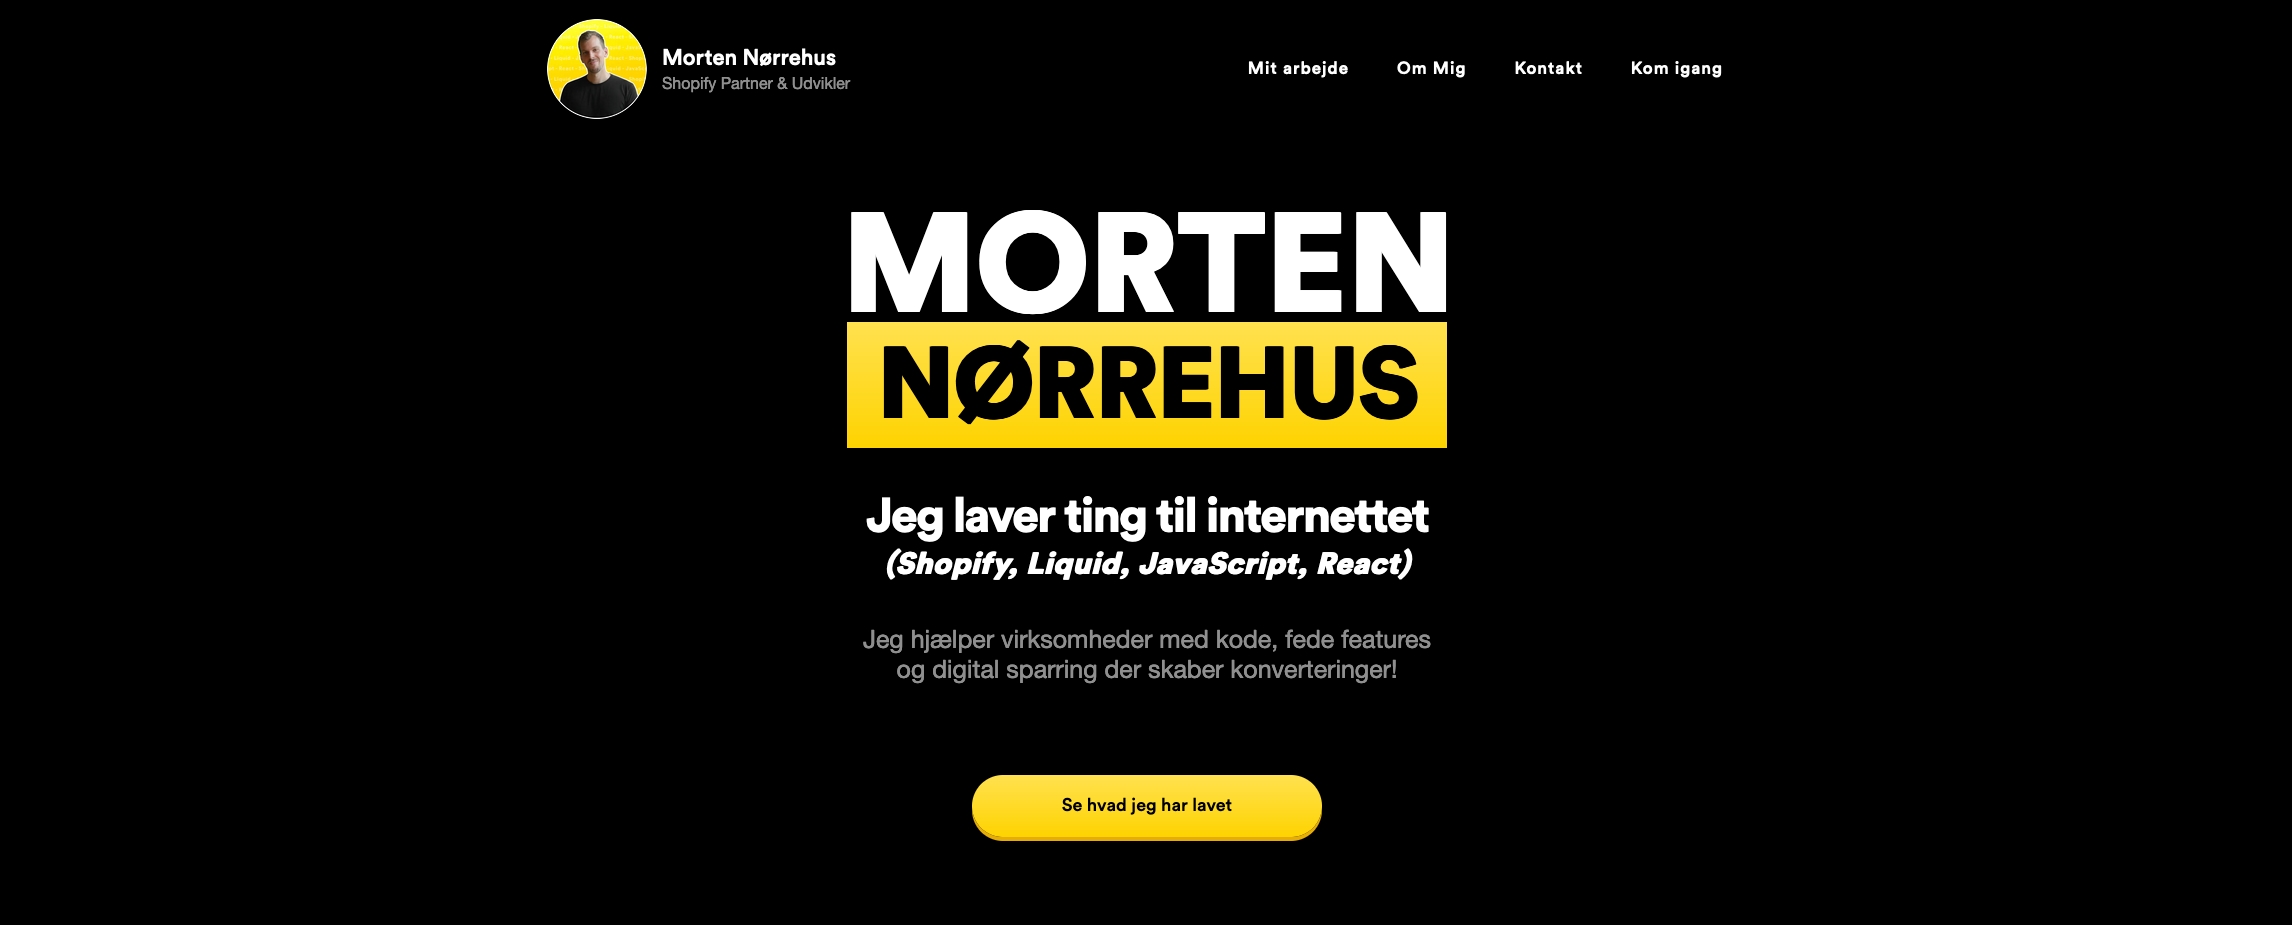 Morten Nørrehus
Shopify Partner & Udvikler
Mit arbejde
Om Mig
Kontakt
Kom igang
MORTEN
NØRREHUS
Jeg laver ting til internettet
(Shopify, Liquid, JavaScript, React)
Jeg hjælper virksomheder med kode, fede features
og digital sparring der skaber konverteringer!
Se hvad jeg har lavet